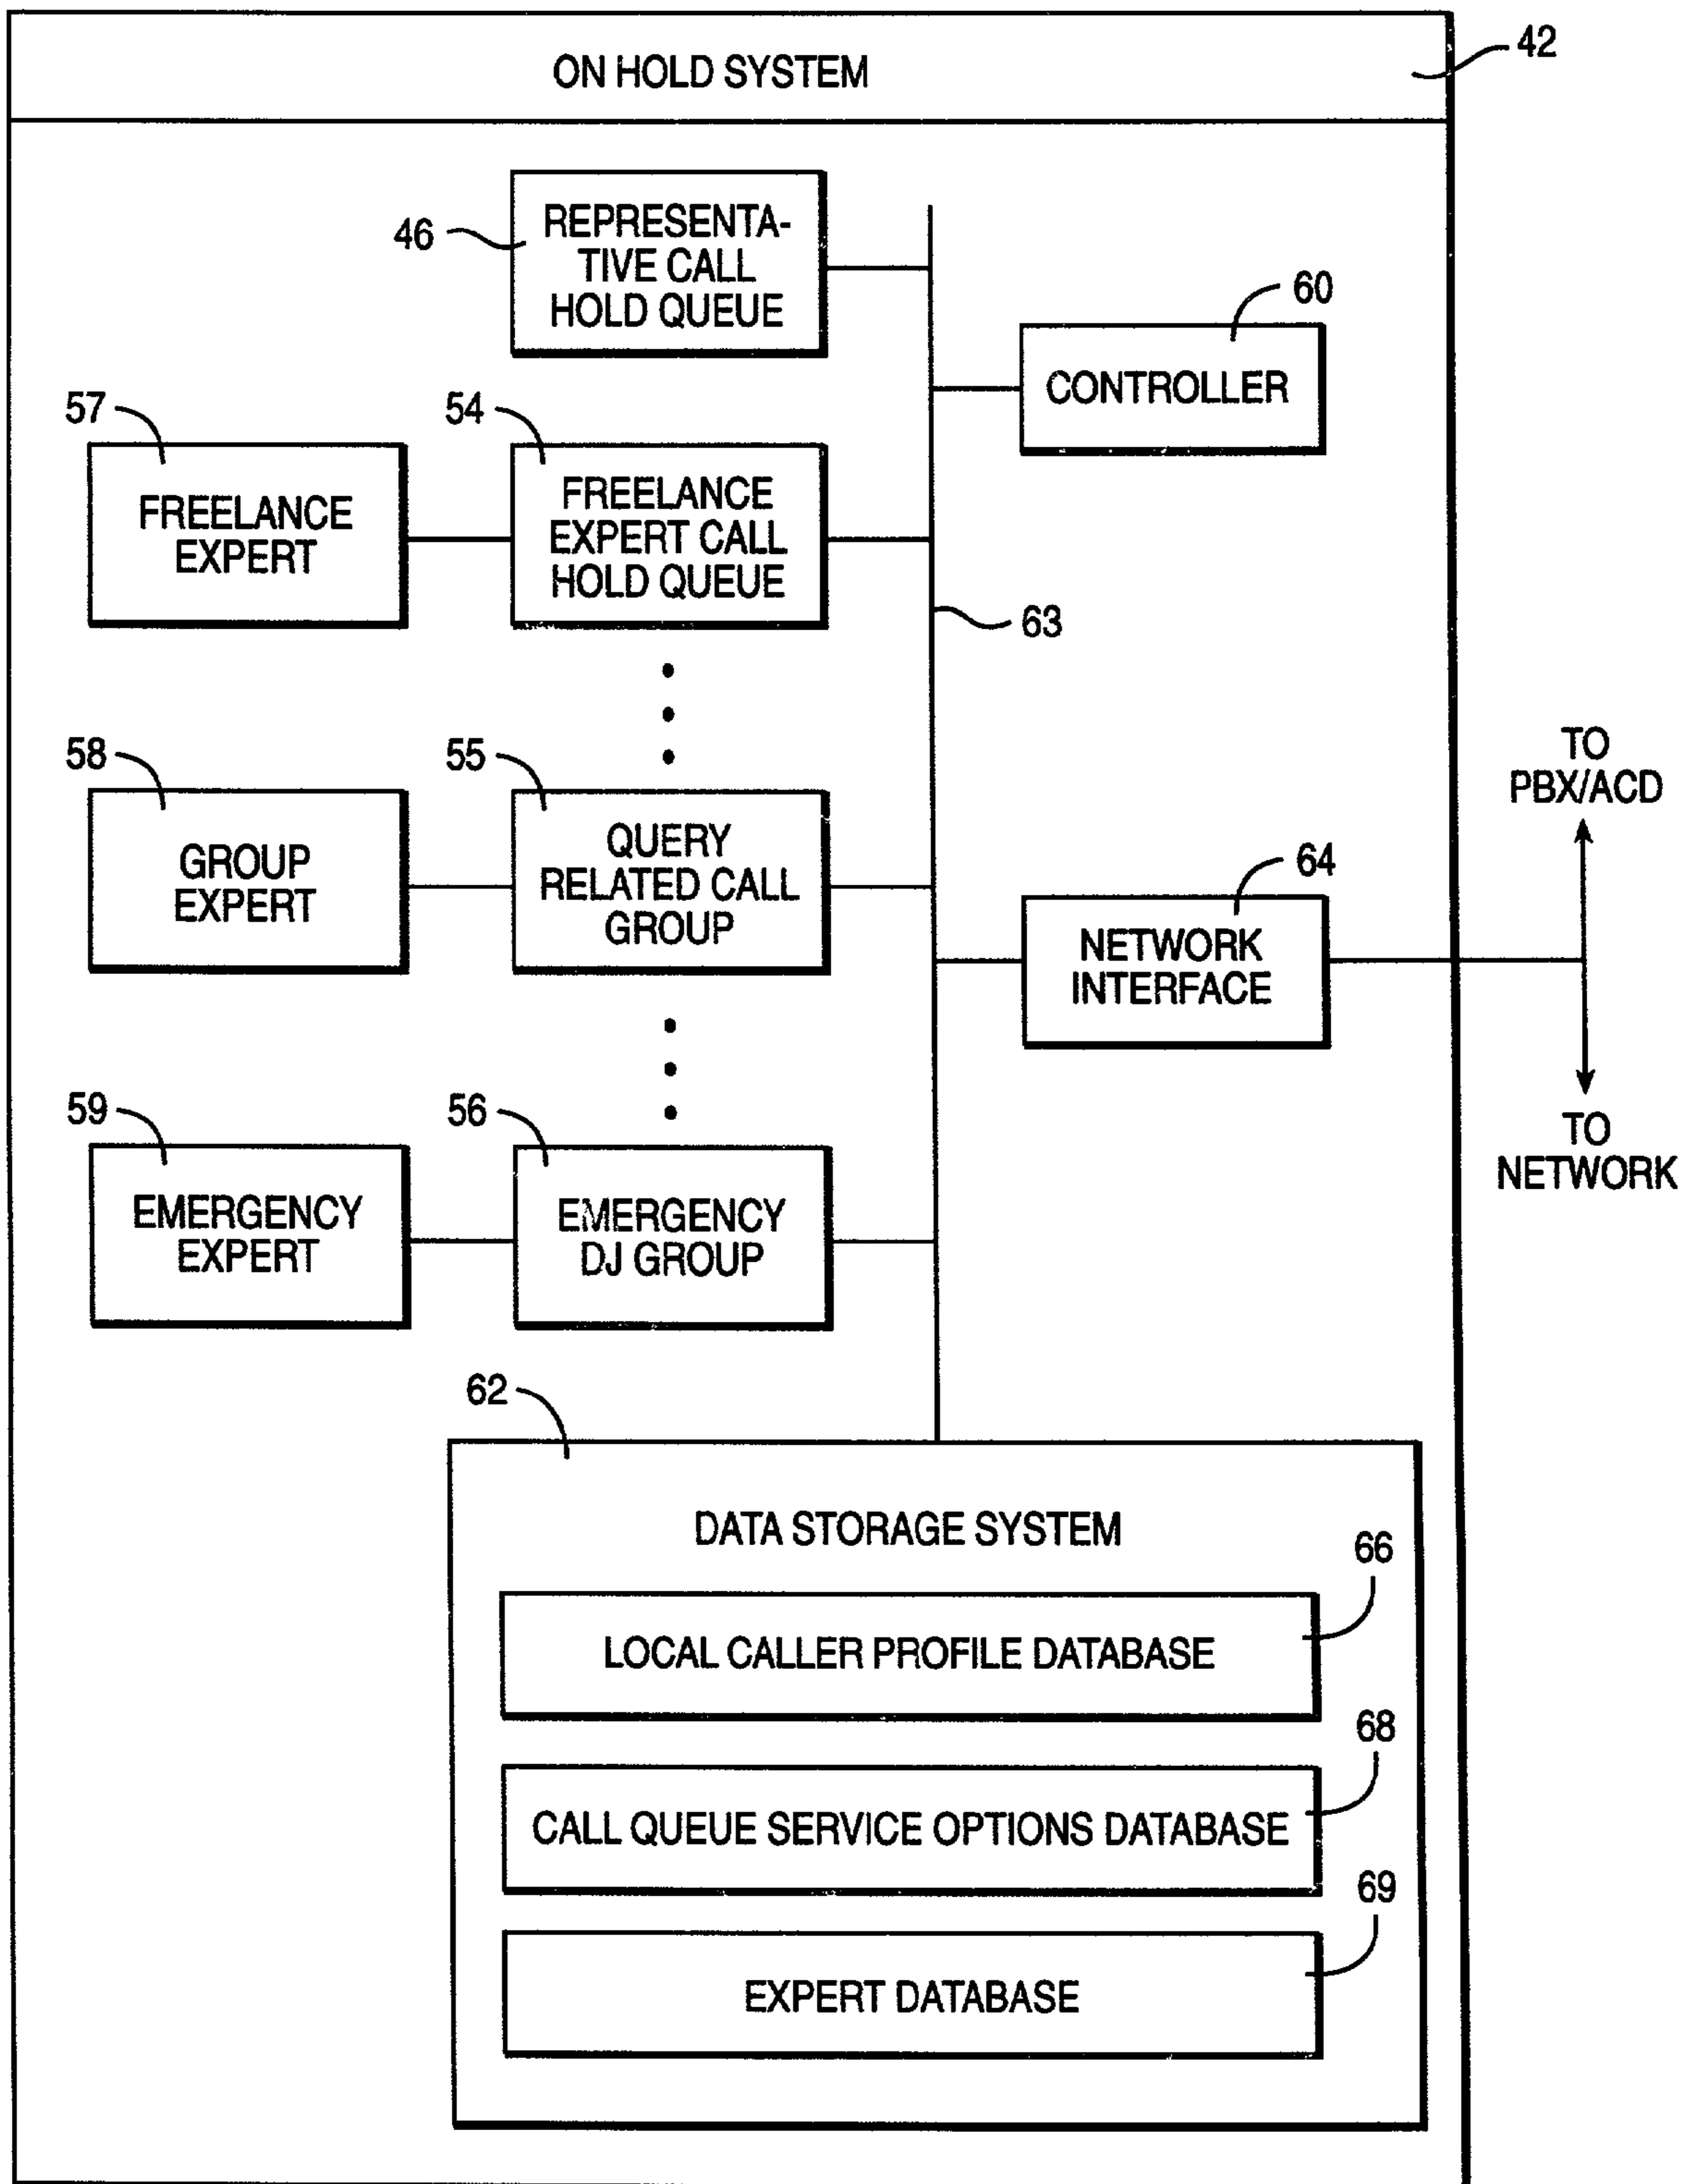 ON HOLD SYSTEM
42
46
REPRESENTA-
TIVE CALL
HOLD QUEUE
60
CONTROLLER
57
FREELANCE
EXPERT
54
FREELANCE
EXPERT CALL
HOLD QUEUE
63
58
GROUP
EXPERT
55
QUERY
RELATED CALL
GROUP
64
NETWORK
INTERFACE
TO
PBX/ACD
TO
NETWORK
59
EMERGENCY
EXPERT
56
EMERGENCY
DJ GROUP
62
DATA STORAGE SYSTEM
66
LOCAL CALLER PROFILE DATABASE
68
CALL QUEUE SERVICE OPTIONS DATABASE
69
EXPERT DATABASE